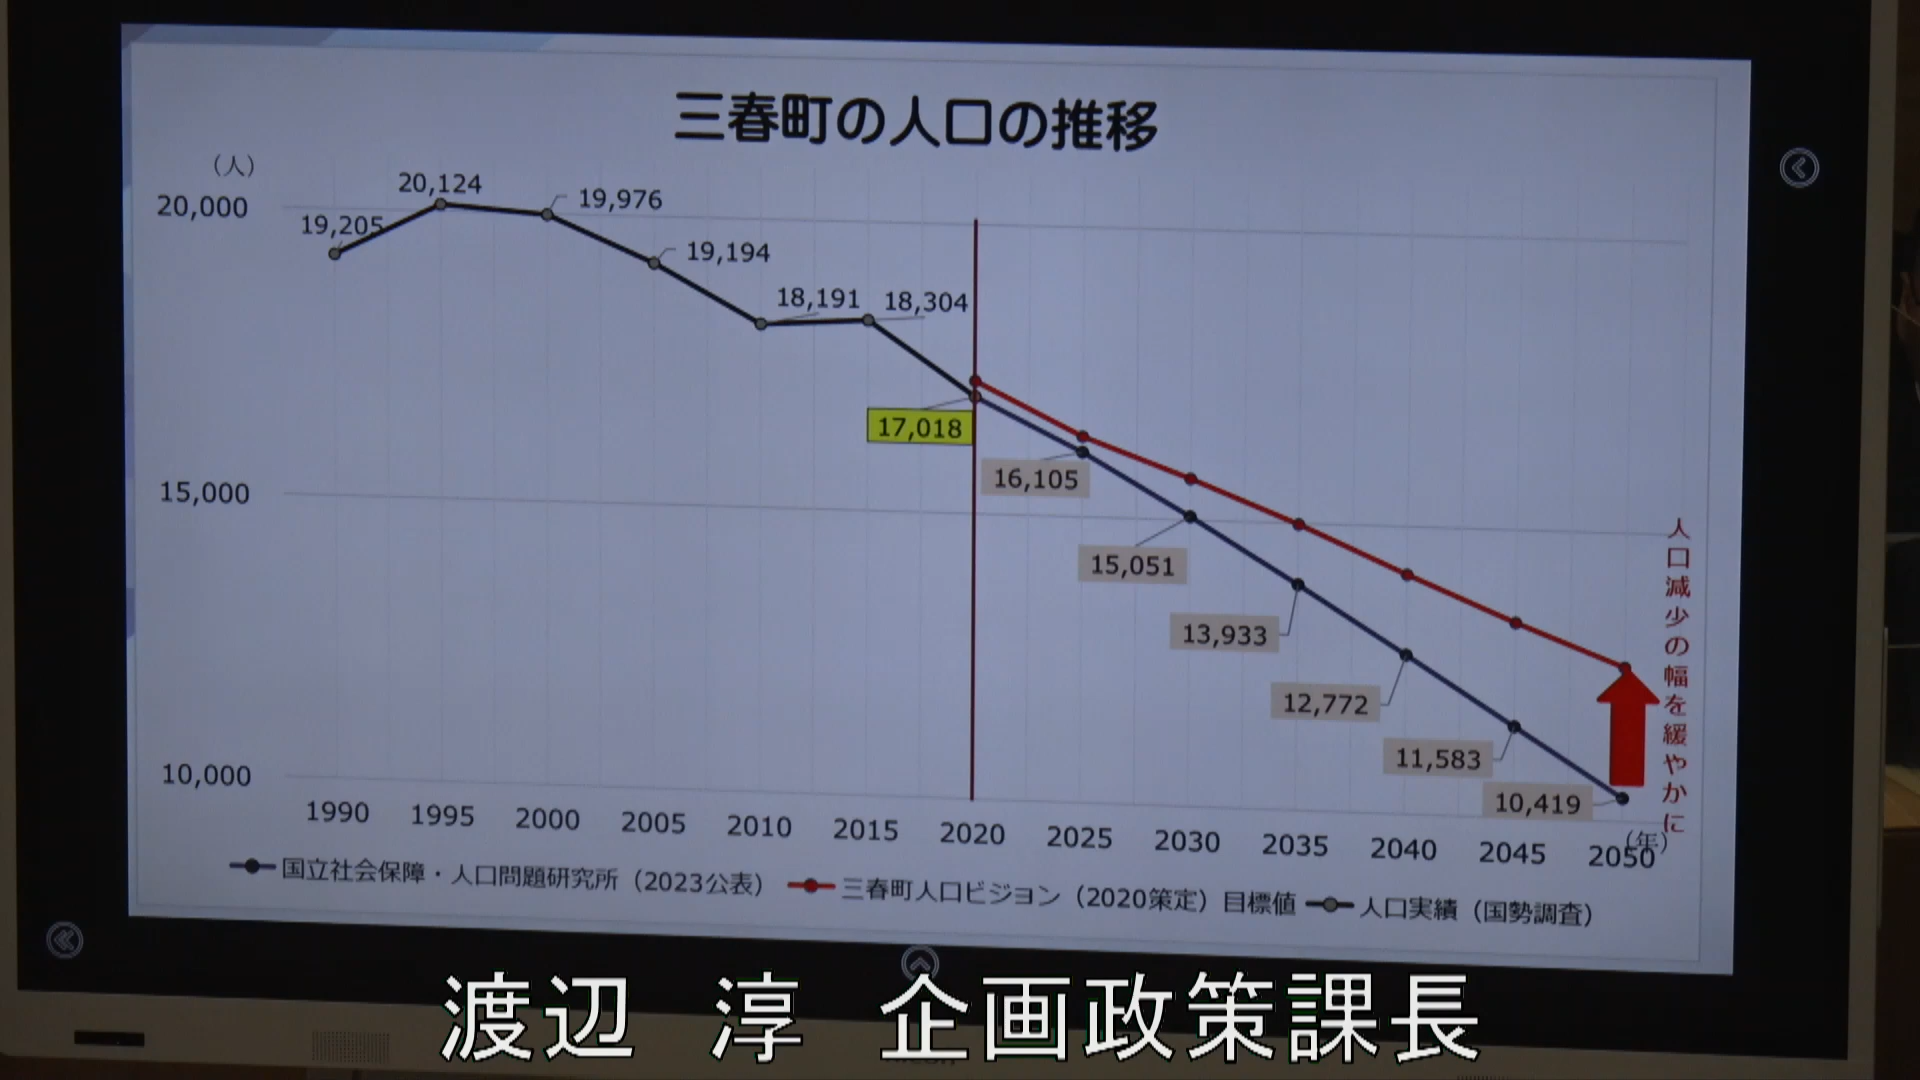 三春町の人口の推移
（人）
20,000
15,000
10,000
19,205
20,124
19,976
19,194
18,191
18,304
17,018
16,105
15,051
13,933
12,772
11,583
10,419
人口減少の幅を緩やかに
1990 1995 2000 2005 2010 2015 2020 2025 2030 2035 2040 2045 2050
（年）
国立社会保障・人口問題研究所（2023公表） 三春町人口ビジョン（2020策定）目標値 人口実績（国勢調査）
渡辺 淳 企画政策課長